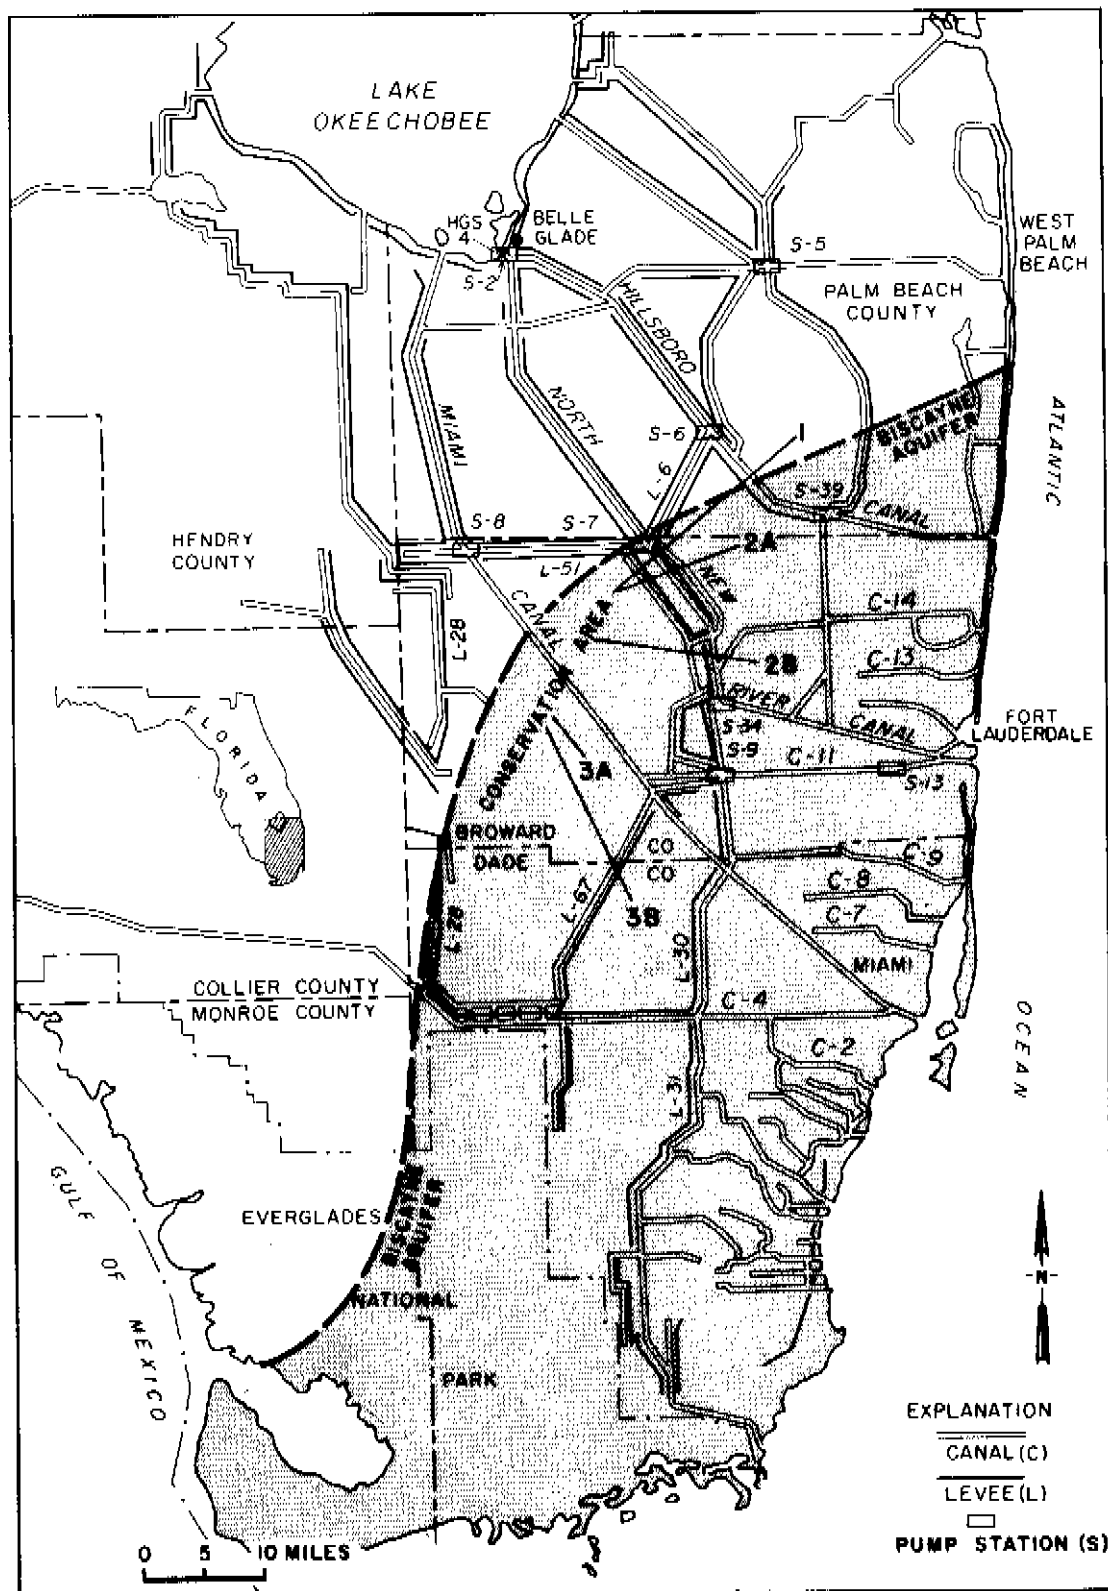 LAKE
OKEECHOBEE
HGS
4
BELLE
GLADE
S-2
S-5
WEST
PALM
BEACH
PALM BEACH
COUNTY
HILLSBORO
MIAMI
NORTH
S-6
L-6
1
BISCAYNE
AQUIFER
ATLANTIC
S-39
CANAL
HENDRY
COUNTY
S-8
S-7
L-51
2A
NEW
CANAL
L-28
CONSERVATION AREA
C-14
2B
C-13
RIVER
CANAL
FORT
LAUDERDALE
FLORIDA
S-34
S-9
C-11
S-13
3A
BROWARD
DADE
CO
CO
C-9
C-8
C-7
L-67
3B
L-28
L-30
MIAMI
COLLIER COUNTY
MONROE COUNTY
C-4
C-2
OCEAN
L-31
GULF
OF
MEXICO
EVERGLADES
BISCAYNE
AQUIFER
NATIONAL
PARK
-N-
EXPLANATION
CANAL (C)
LEVEE (L)
PUMP STATION (S)
0 5 10 MILES